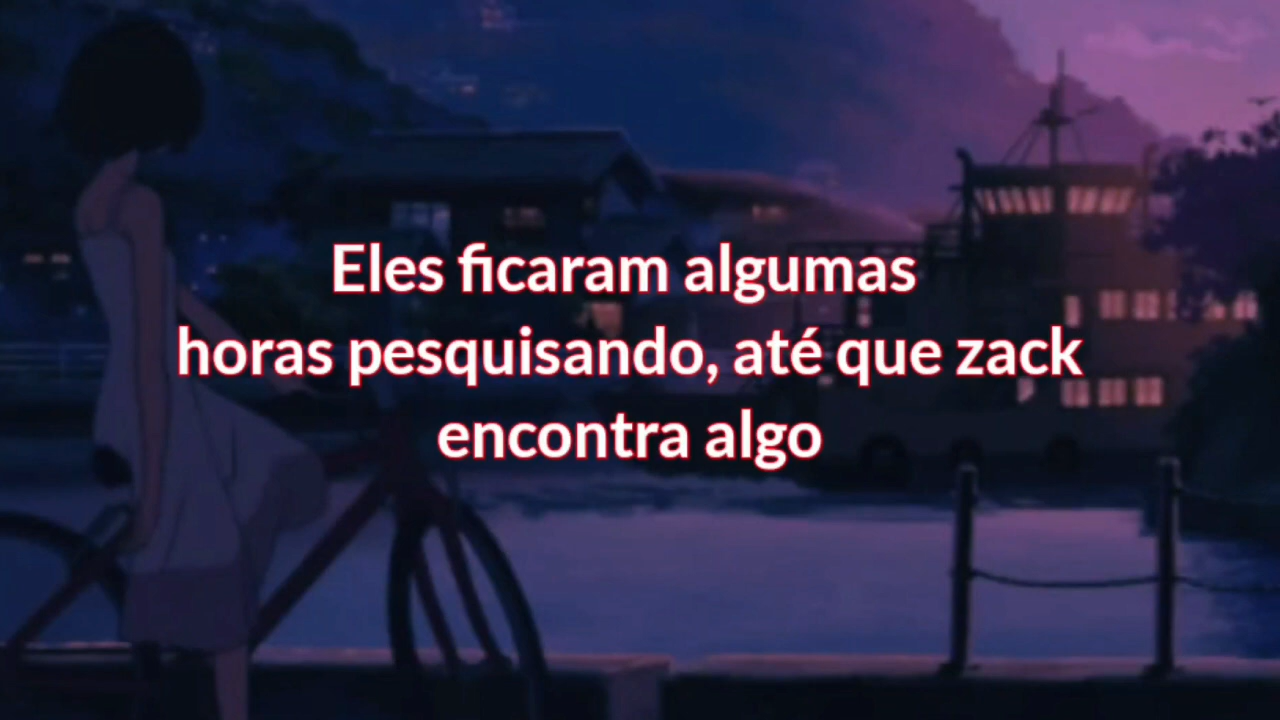 Eles ficaram algumas
horas pesquisando, até que zack
encontra algo